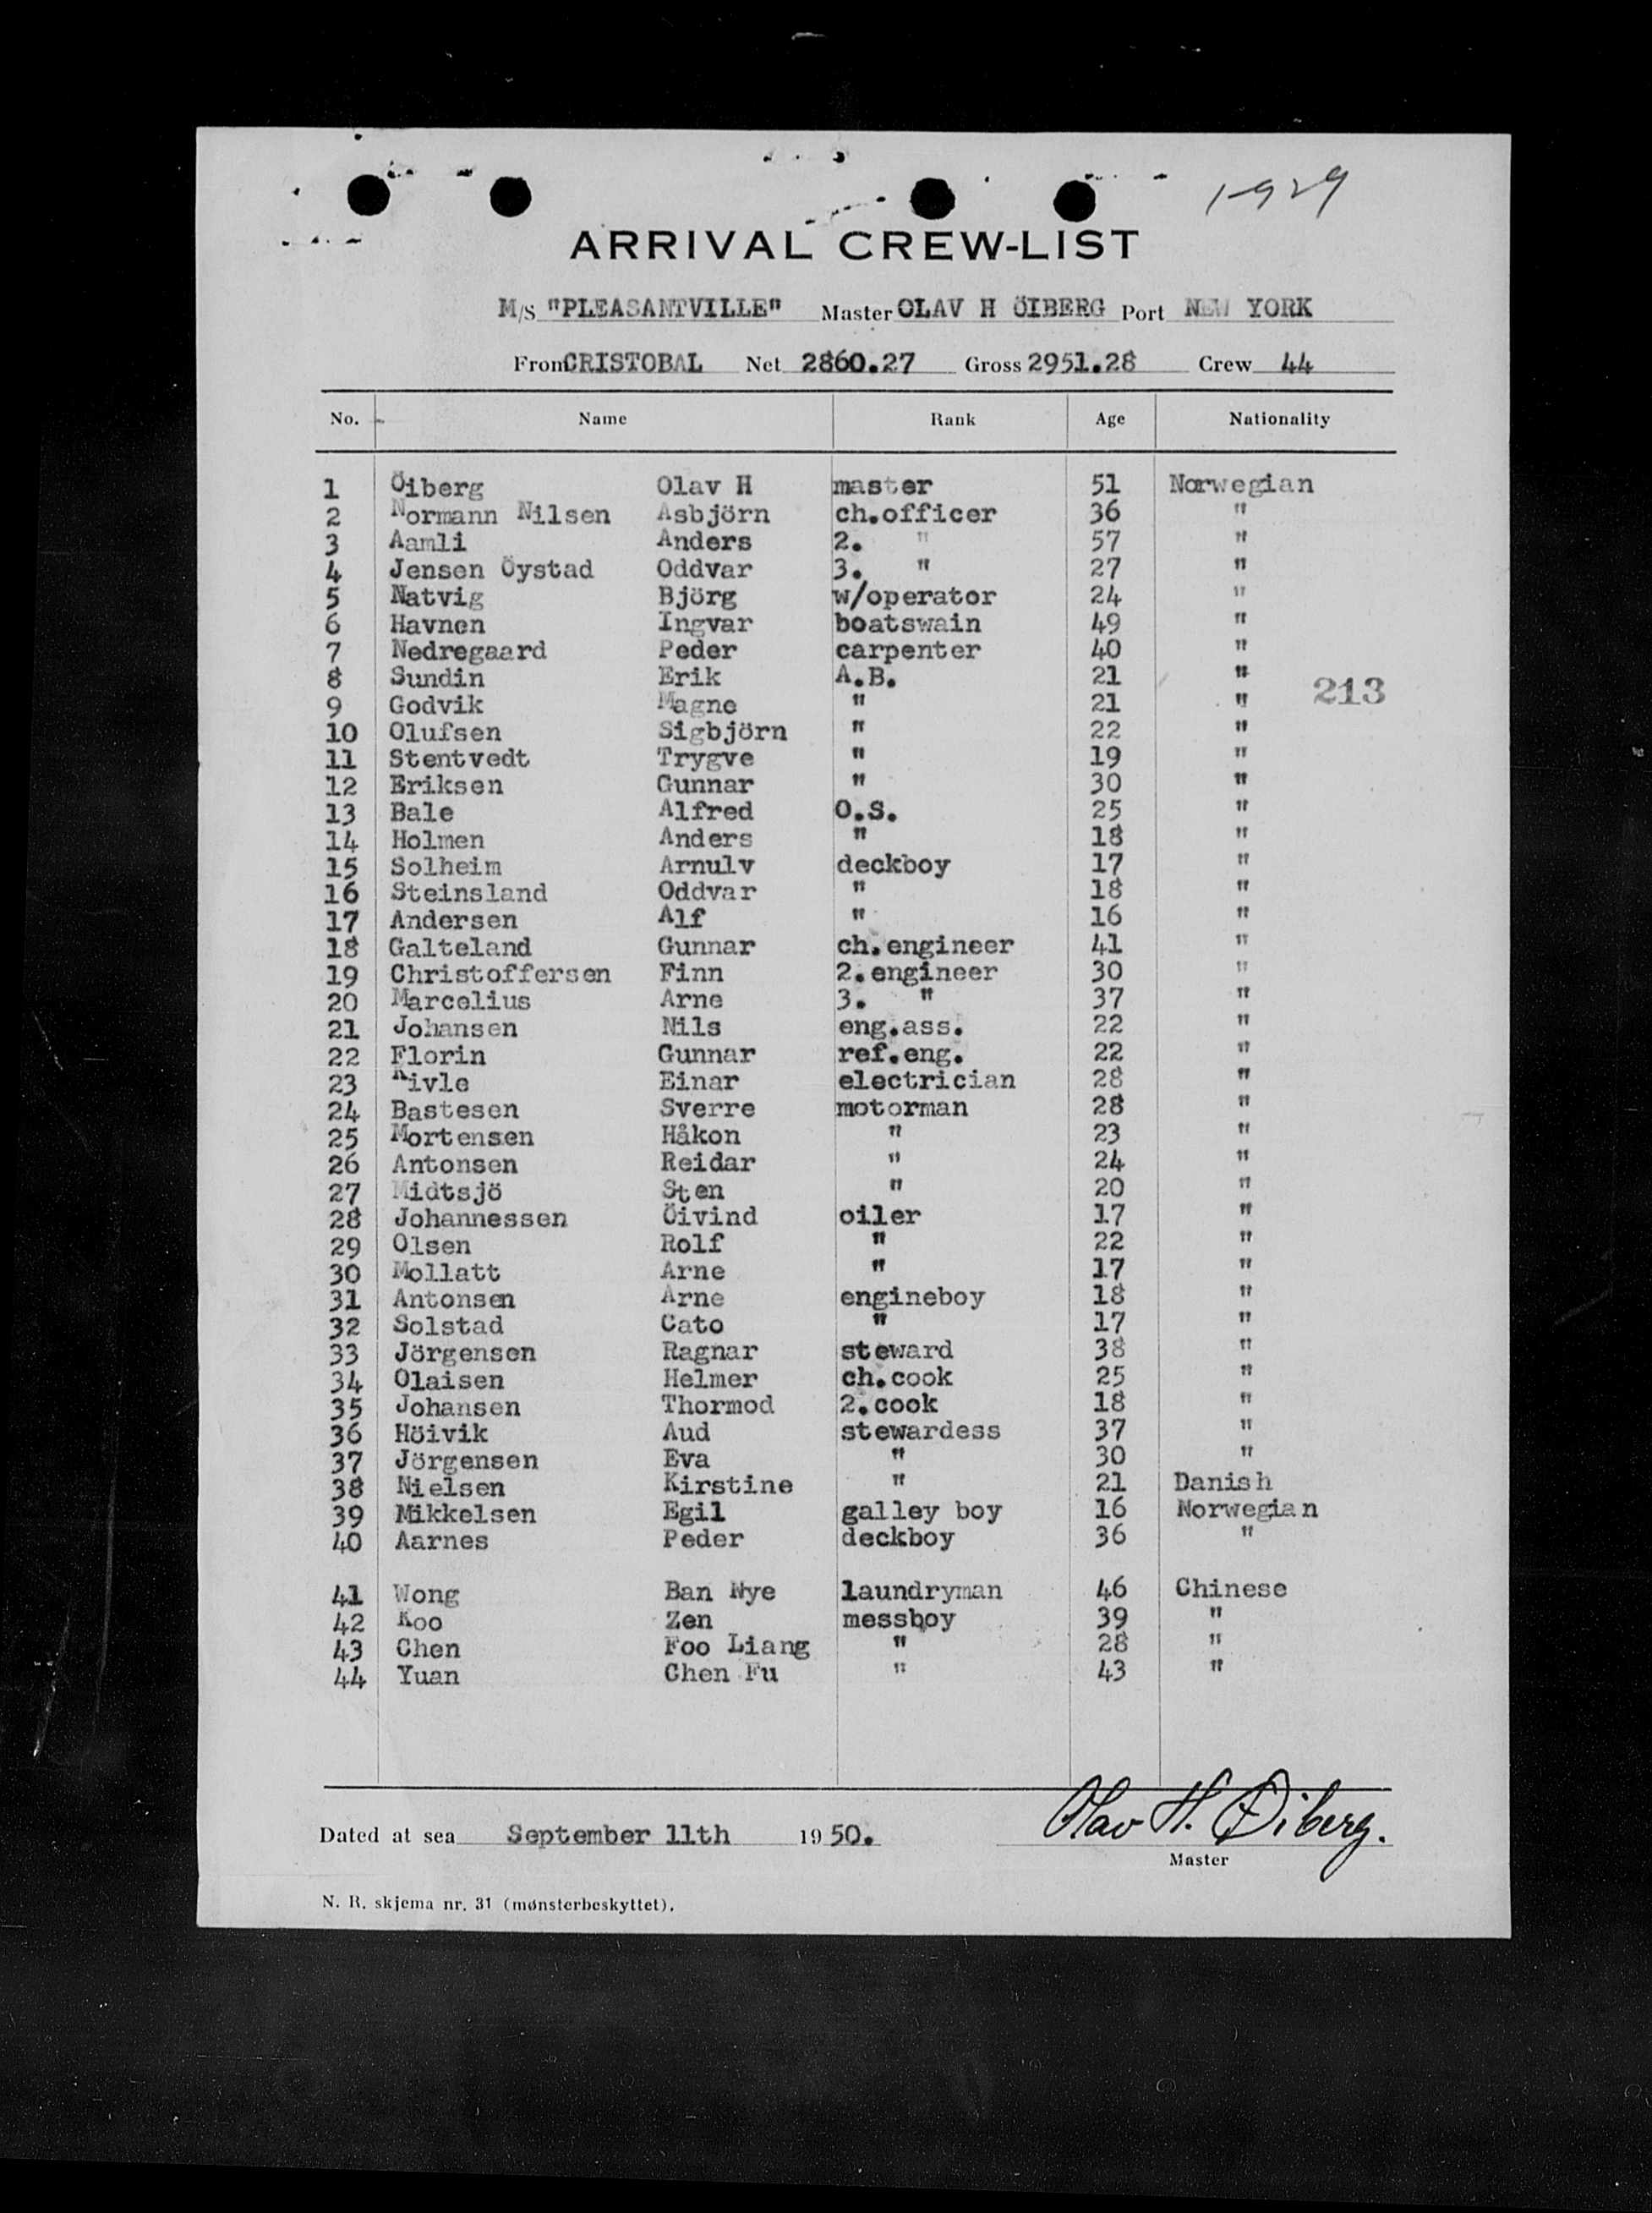 1929
ARRIVAL CREW-LIST
M/S "PLEASANTVILLE" Master OLAV H ÖIBERG Port NEW YORK
From CRISTOBAL Net 2860.27 Gross 2951.28 Crew 44
No. Name Rank Age Nationality
1 Öiberg Olav H master 51 Norwegian
2 Normann Nilsen Asbjörn ch.officer 36 "
3 Aamli Anders 2. " 57 "
4 Jensen Öystad Oddvar 3. " 27 "
5 Natvig Björg w/operator 24 "
6 Havnen Ingvar boatswain 49 "
7 Nedregaard Peder carpenter 40 "
8 Sundin Erik A.B. 21 "
213
9 Godvik Magne " 21 "
10 Olufsen Sigbjörn " 22 "
11 Stentvedt Trygve " 19 "
12 Eriksen Gunnar " 30 "
13 Bale Alfred O.S. 25 "
14 Holmen Anders " 18 "
15 Solheim Arnulv deckboy 17 "
16 Steinsland Oddvar " 18 "
17 Andersen Alf " 16 "
18 Galteland Gunnar ch.engineer 41 "
19 Christoffersen Finn 2.engineer 30 "
20 Marcelius Arne 3. " 37 "
21 Johansen Nils eng.ass. 22 "
22 Florin Gunnar ref.eng. 22 "
23 Kivle Einar electrician 28 "
24 Bastesen Sverre motorman 28 "
25 Mortensen Håkon " 23 "
26 Antonsen Reidar " 24 "
27 Midtsjö Sten " 20 "
28 Johannessen Öivind oiler 17 "
29 Olsen Rolf " 22 "
30 Mollatt Arne " 17 "
31 Antonsen Arne engineboy 18 "
32 Solstad Cato " 17 "
33 Jörgensen Ragnar steward 38 "
34 Olaisen Helmer ch.cook 25 "
35 Johansen Thormod 2.cook 18 "
36 Höivik Aud stewardess 37 "
37 Jörgensen Eva " 30 "
38 Nielsen Kirstine " 21 Danish
39 Mikkelsen Egil galley boy 16 Norwegian
40 Aarnes Peder deckboy 36 "
41 Wong Ban Nye laundryman 46 Chinese
42 Koo Zen messboy 39 "
43 Chen Foo Liang " 28 "
44 Yuan Chen Fu " 43 "
Olav H. Øiberg.
Dated at sea September 11th 1950.
Master
N. R. skjema nr. 31 (mønsterbeskyttet).